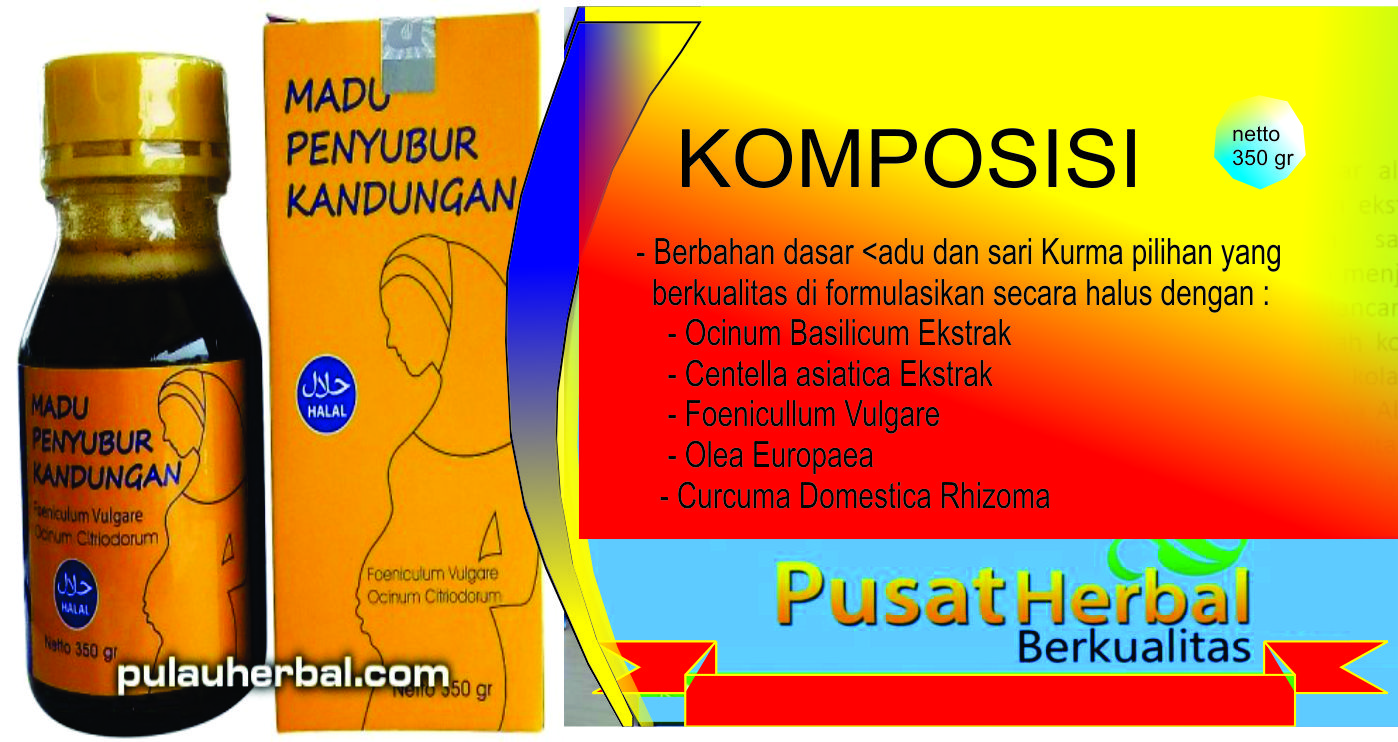 MADU
PENYUBUR
KANDUNGAN
Foeniculum Vulgare
Ocinum Citriodorum
حلال
HALAL
Netto 350 gr
MADU
PENYUBUR
KANDUNGAN
حلال
HALAL
Foeniculum Vulgare
Ocinum Citriodorum
Netto 350 gr
pulauherbal.com
KOMPOSISI
netto
350 gr
- Berbahan dasar <adu dan sari Kurma pilihan yang
berkualitas di formulasikan secara halus dengan :
- Ocinum Basilicum Ekstrak
- Centella asiatica Ekstrak
- Foenicullum Vulgare
- Olea Europaea
- Curcuma Domestica Rhizoma
Pusat Herbal
Berkualitas